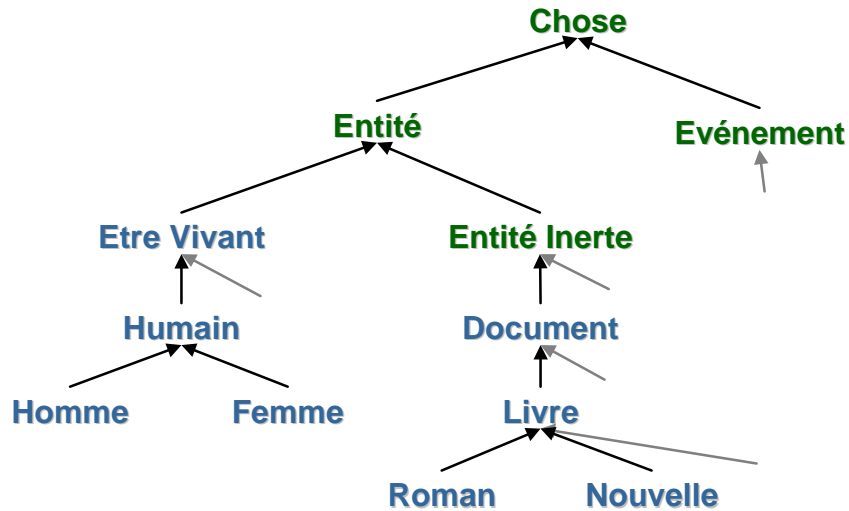 Chose
Entité
Evénement
Etre Vivant
Entité Inerte
Humain
Document
Homme
Femme
Livre
Roman
Nouvelle